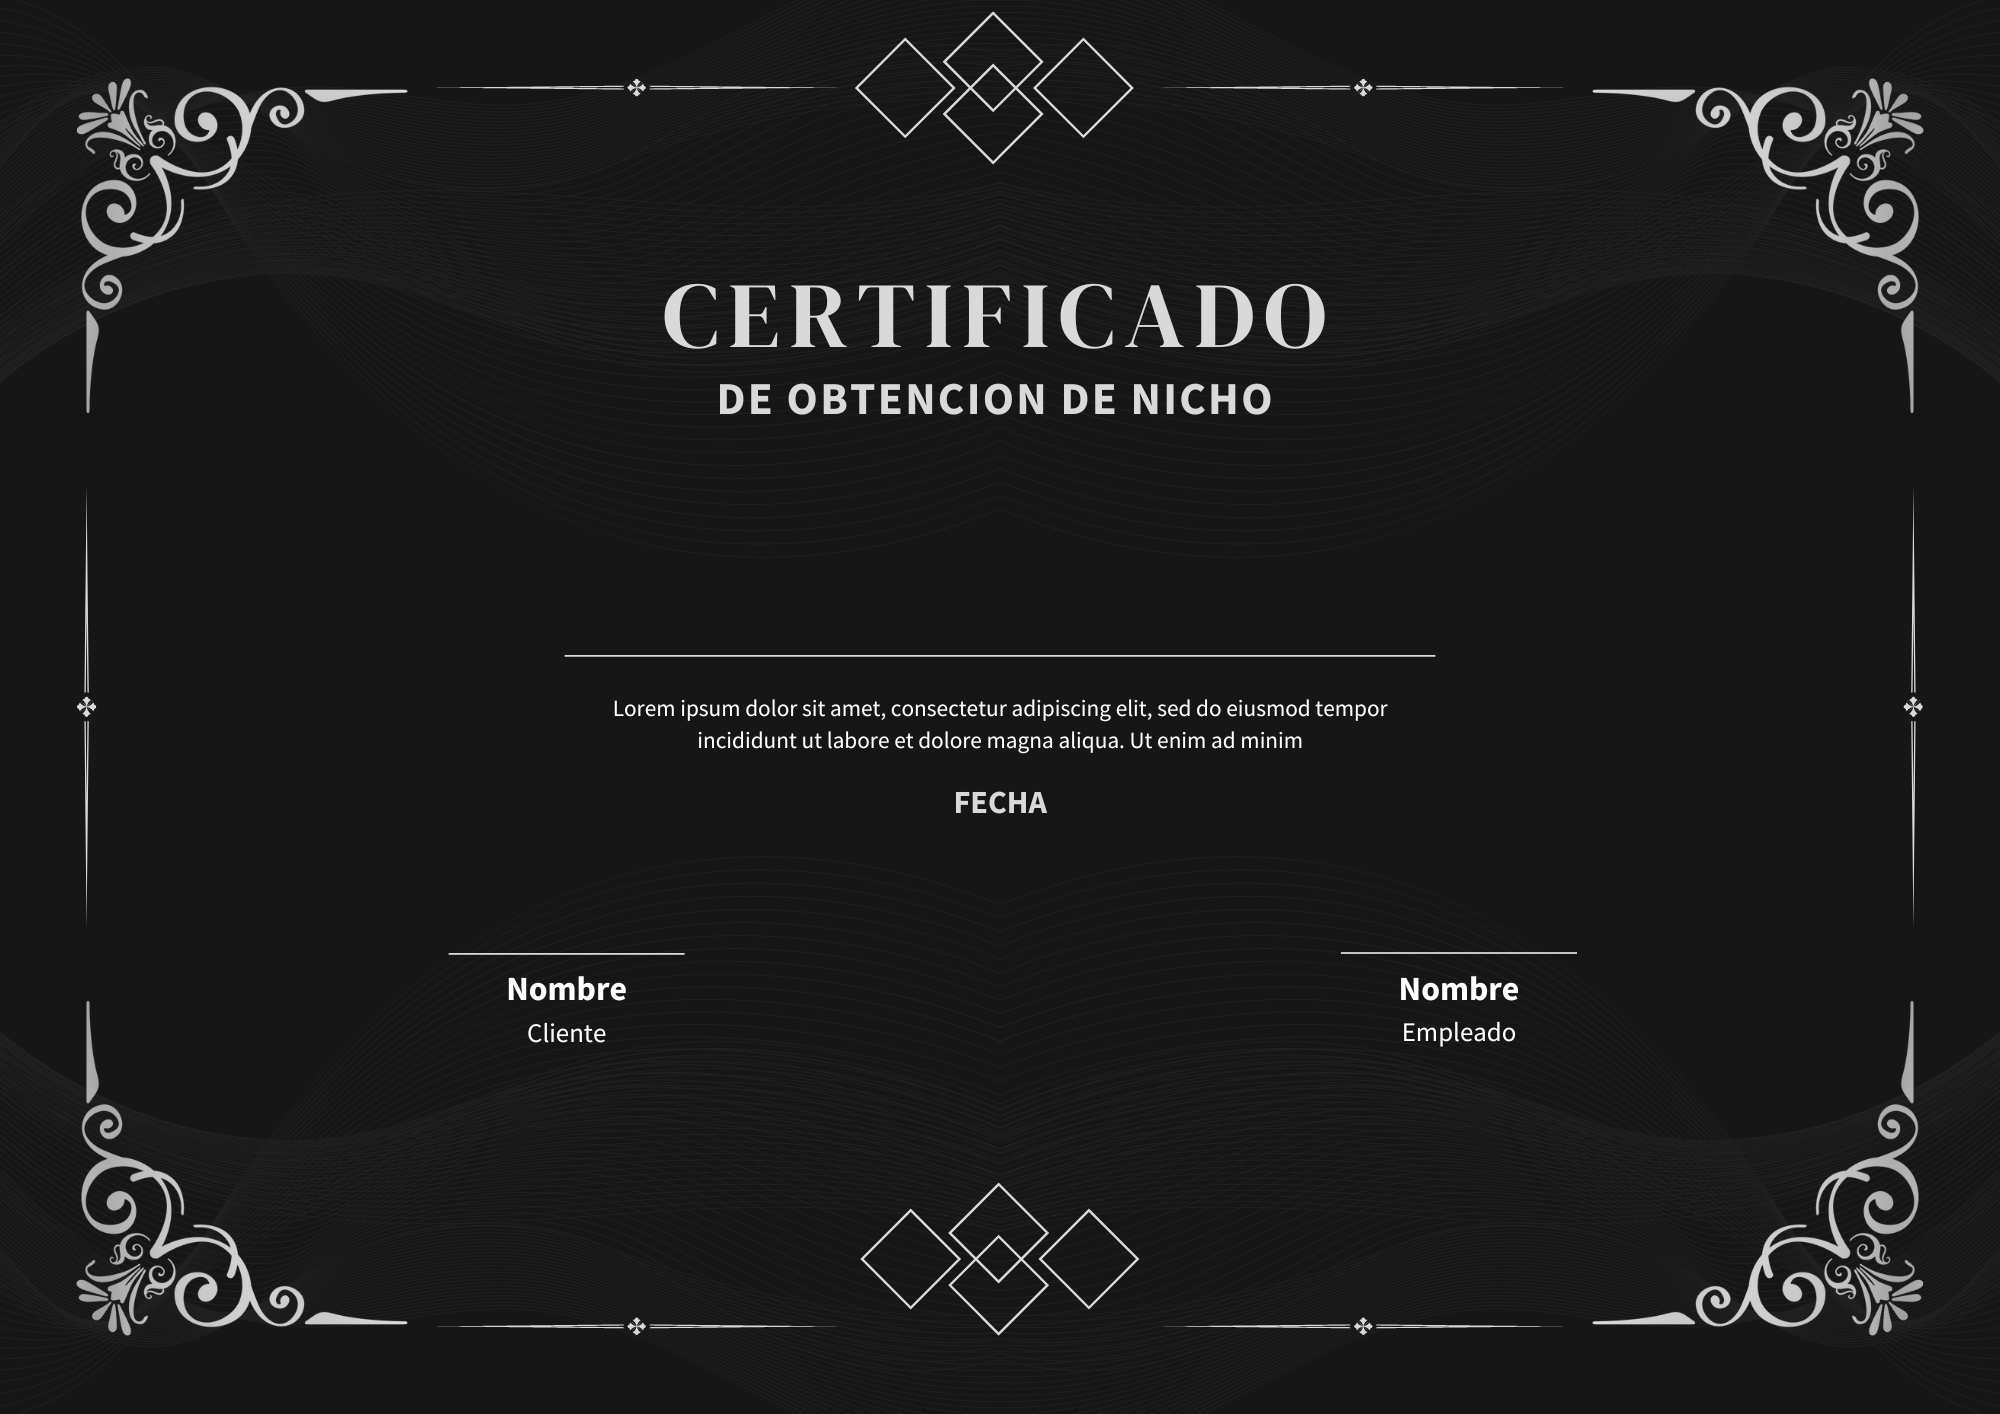 CERTIFICADO
DE OBTENCION DE NICHO
Lorem ipsum dolor sit amet, consectetur adipiscing elit, sed do eiusmod tempor
incididunt ut labore et dolore magna aliqua. Ut enim ad minim
FECHA
Nombre
Cliente
Nombre
Empleado